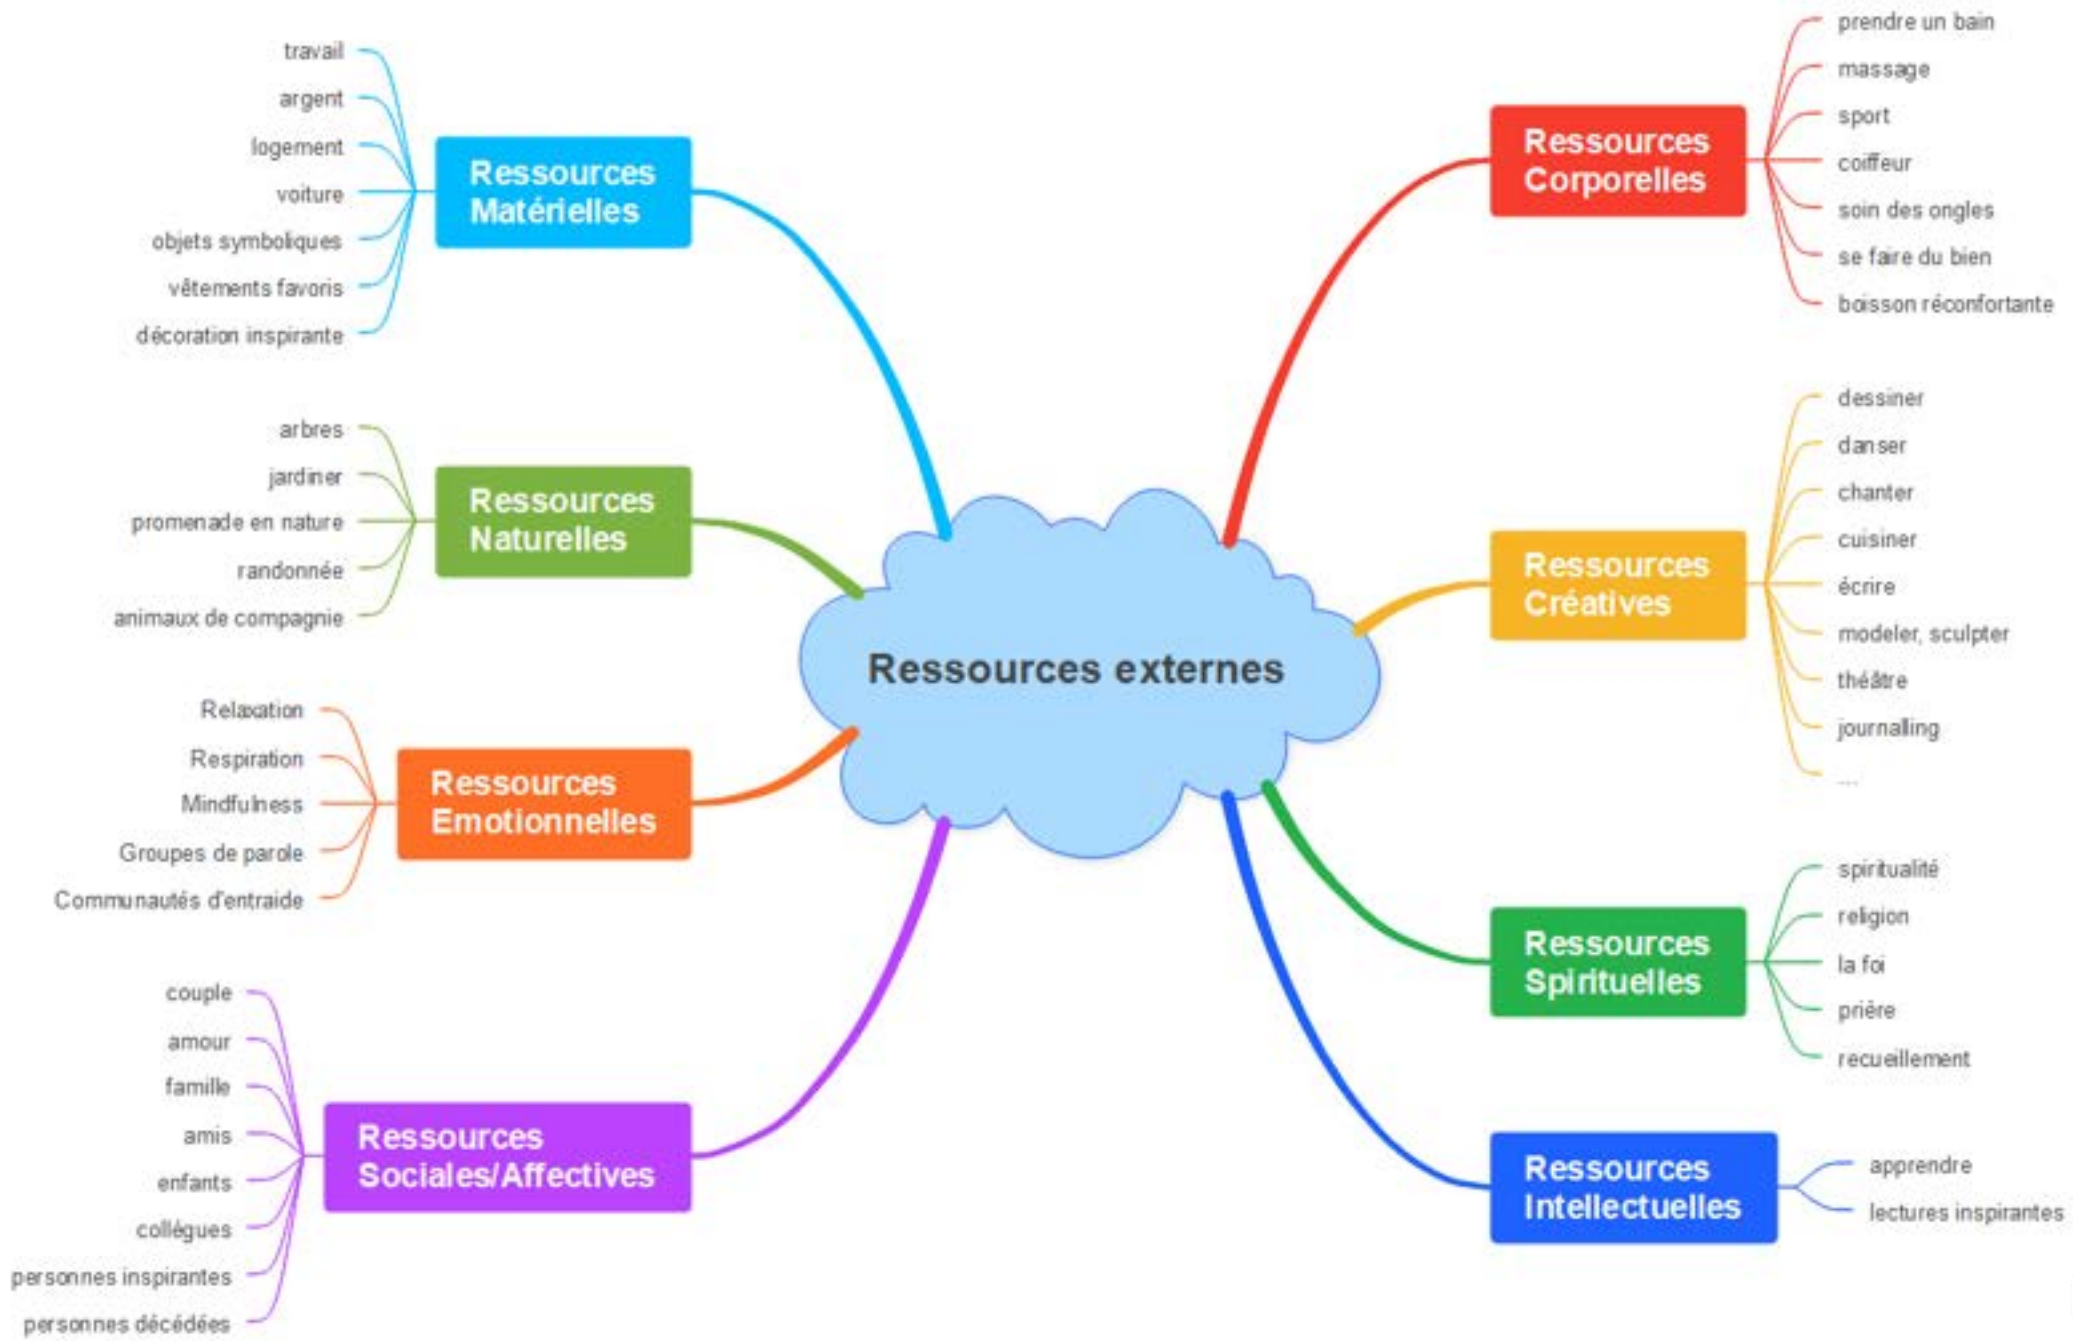 Ressources externes
Ressources
Matérielles
travail
argent
logement
voiture
objets symboliques
vêtements favoris
décoration inspirante
Ressources
Naturelles
arbres
jardiner
promenade en nature
randonnée
animaux de compagnie
Ressources
Emotionnelles
Relaxation
Respiration
Mindfulness
Groupes de parole
Communautés d'entraide
Ressources
Sociales/Affectives
couple
amour
famille
amis
enfants
collègues
personnes inspirantes
personnes décédées
Ressources
Corporelles
prendre un bain
massage
sport
coiffeur
soin des ongles
se faire du bien
boisson réconfortante
Ressources
Créatives
dessiner
danser
chanter
cuisiner
écrire
modeler, sculpter
théâtre
journalling
...
Ressources
Spirituelles
spiritualité
religion
la foi
prière
recueillement
Ressources
Intellectuelles
apprendre
lectures inspirantes